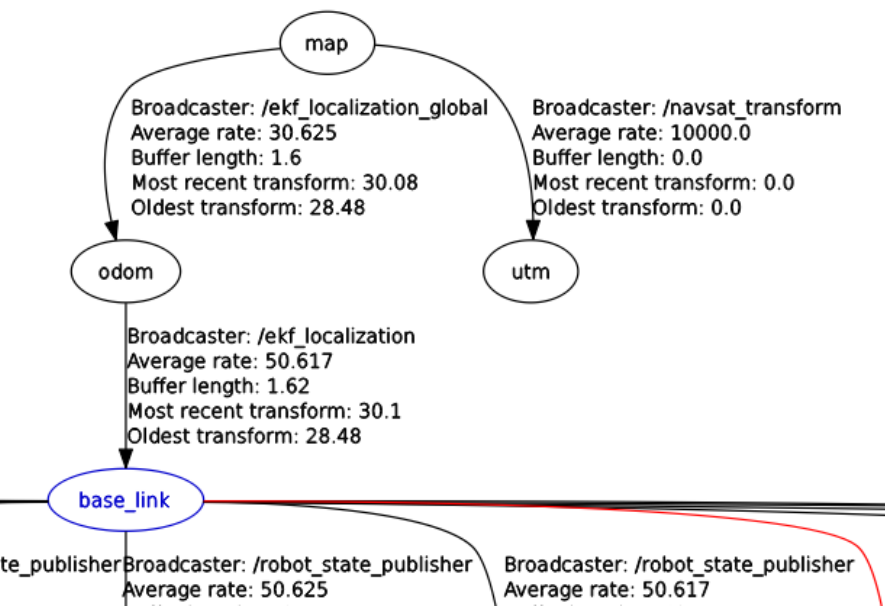 map
Broadcaster: /ekf_localization_global
Average rate: 30.625
Buffer length: 1.6
Most recent transform: 30.08
Oldest transform: 28.48
Broadcaster: /navsat_transform
Average rate: 10000.0
Buffer length: 0.0
Most recent transform: 0.0
Oldest transform: 0.0
odom
utm
Broadcaster: /ekf_localization
Average rate: 50.617
Buffer length: 1.62
Most recent transform: 30.1
Oldest transform: 28.48
base_link
te_publisher
Broadcaster: /robot_state_publisher
Average rate: 50.625
Broadcaster: /robot_state_publisher
Average rate: 50.617